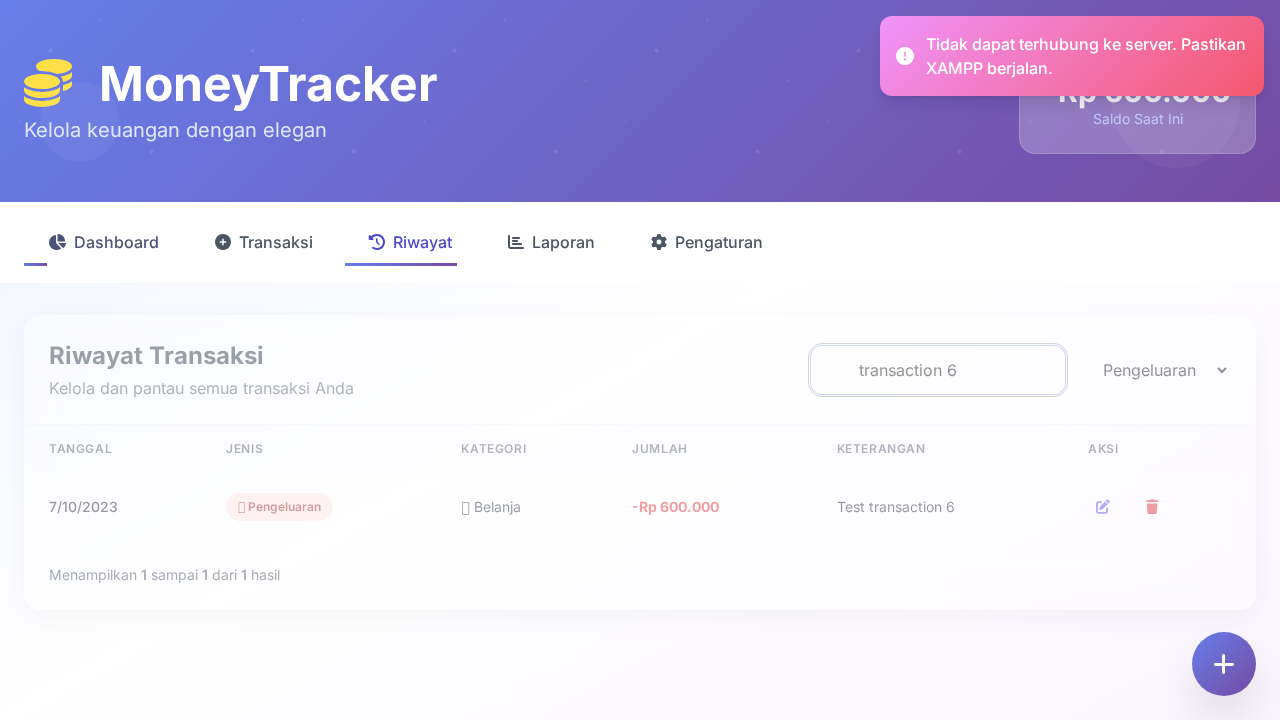 MoneyTracker
Kelola keuangan dengan elegan
Tidak dapat terhubung ke server. Pastikan
XAMPP berjalan.
Saldo Saat Ini
Dashboard
Transaksi
Riwayat
Laporan
Pengaturan
Riwayat Transaksi
Kelola dan pantau semua transaksi Anda
transaction 6
Pengeluaran
TANGGAL JENIS KATEGORI JUMLAH KETERANGAN AKSI
7/10/2023 Pengeluaran Belanja -Rp 600.000 Test transaction 6
Menampilkan 1 sampai 1 dari 1 hasil